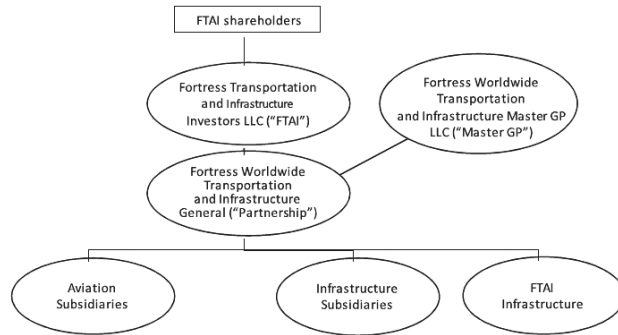 FTAI shareholders
Fortress Transportation
and Infrastructure
Investors LLC (“FTAI”)
Fortress Worldwide
Transportation
and Infrastructure Master GP
LLC (“Master GP”)
Fortress Worldwide
Transportation
and Infrastructure
General (“Partnership”)
Aviation
Subsidiaries
Infrastructure
Subsidiaries
FTAI
Infrastructure